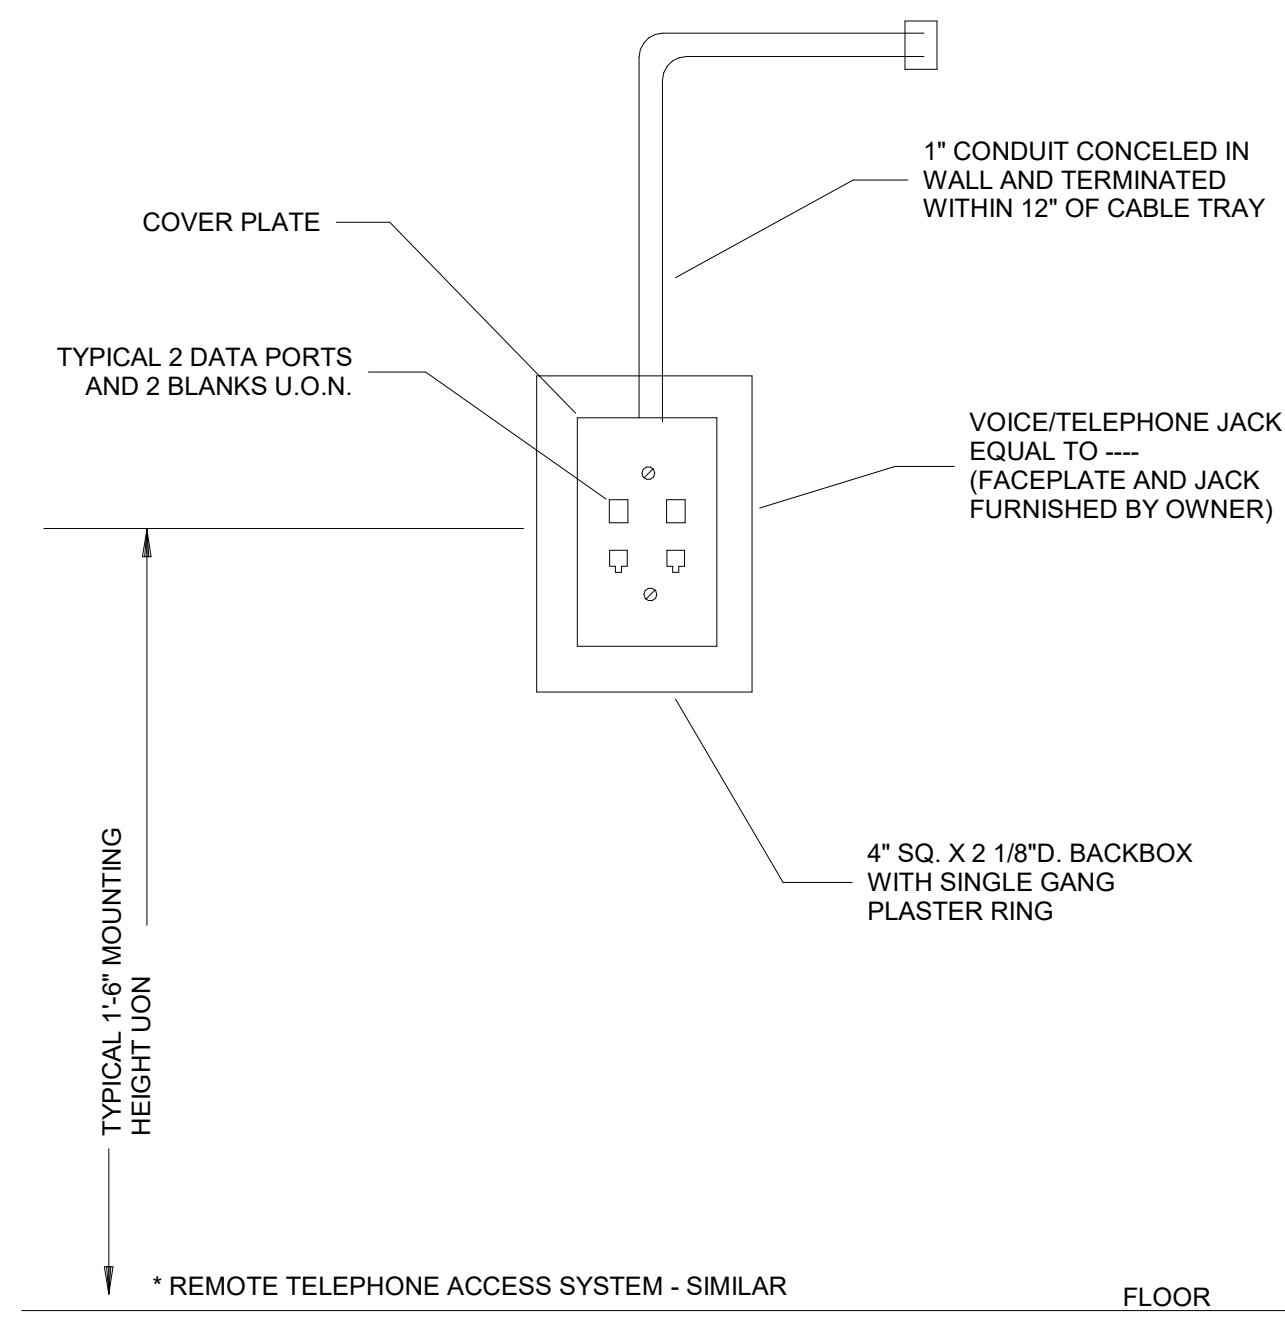 1" CONDUIT CONCELED IN
WALL AND TERMINATED
WITHIN 12" OF CABLE TRAY
COVER PLATE
TYPICAL 2 DATA PORTS
AND 2 BLANKS U.O.N.
VOICE/TELEPHONE JACK
EQUAL TO ----
(FACEPLATE AND JACK
FURNISHED BY OWNER)
4" SQ. X 2 1/8"D. BACKBOX
WITH SINGLE GANG
PLASTER RING
TYPICAL 1'-6" MOUNTING
HEIGHT UON
* REMOTE TELEPHONE ACCESS SYSTEM - SIMILAR
FLOOR